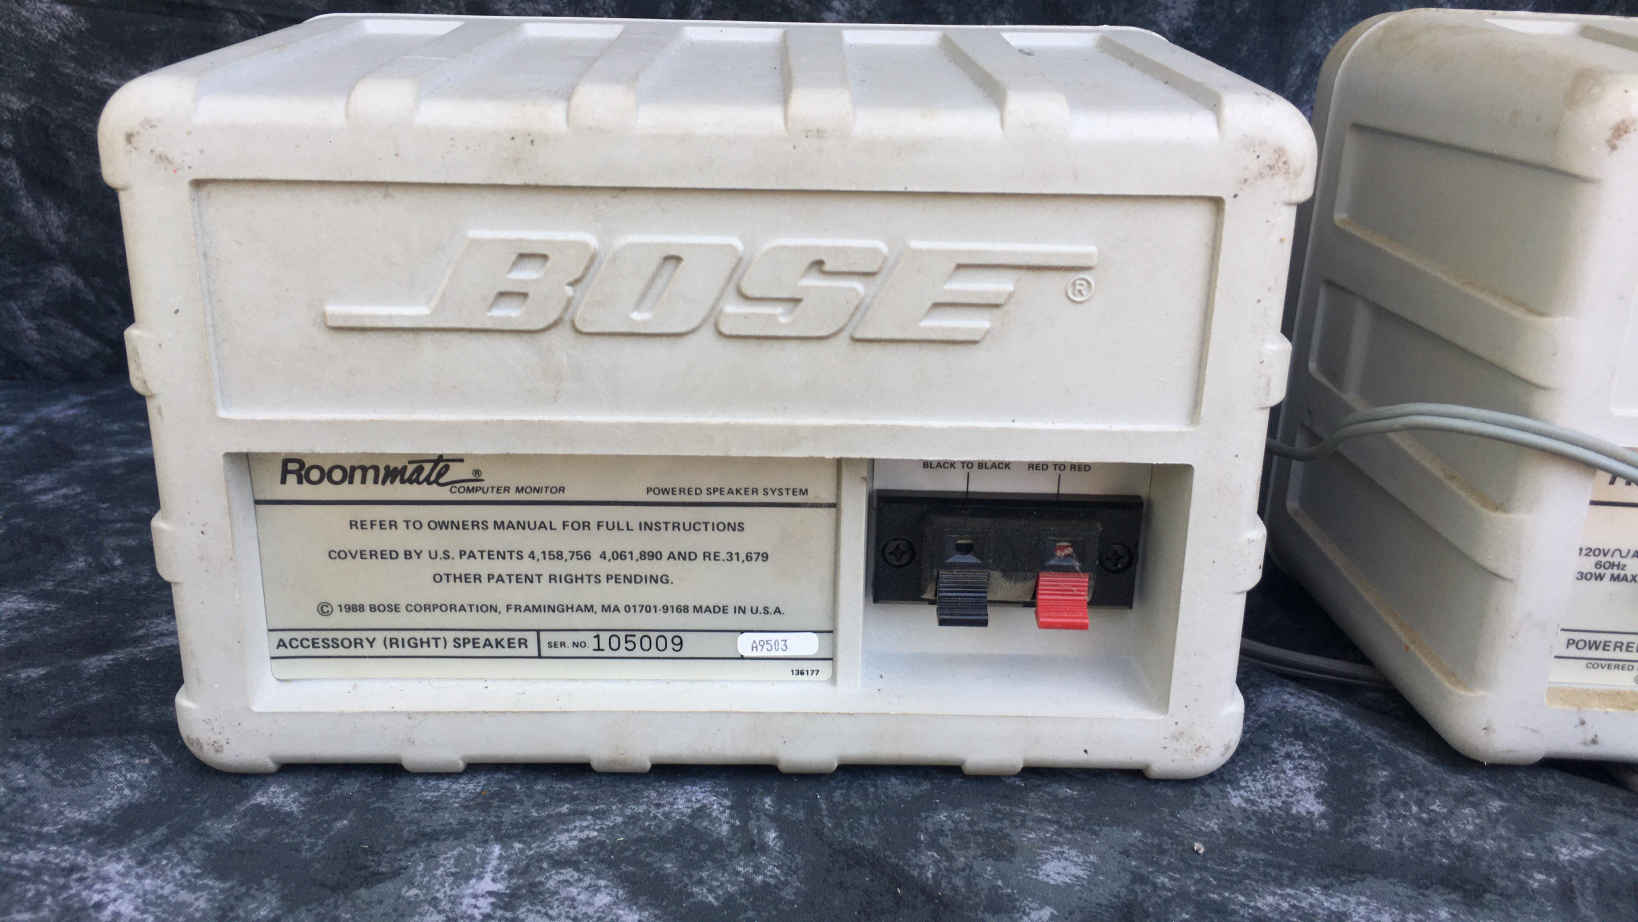 BOSE®
Roommate®
COMPUTER MONITOR POWERED SPEAKER SYSTEM
REFER TO OWNERS MANUAL FOR FULL INSTRUCTIONS
COVERED BY U.S. PATENTS 4,158,756 4,061,890 AND RE.31,679
OTHER PATENT RIGHTS PENDING.
© 1988 BOSE CORPORATION, FRAMINGHAM, MA 01701-9168 MADE IN U.S.A.
ACCESSORY (RIGHT) SPEAKER SER. NO. 105009 A9503
136177
BLACK TO BLACK RED TO RED
120V
60Hz
30W MAX
POWERE
COVERED